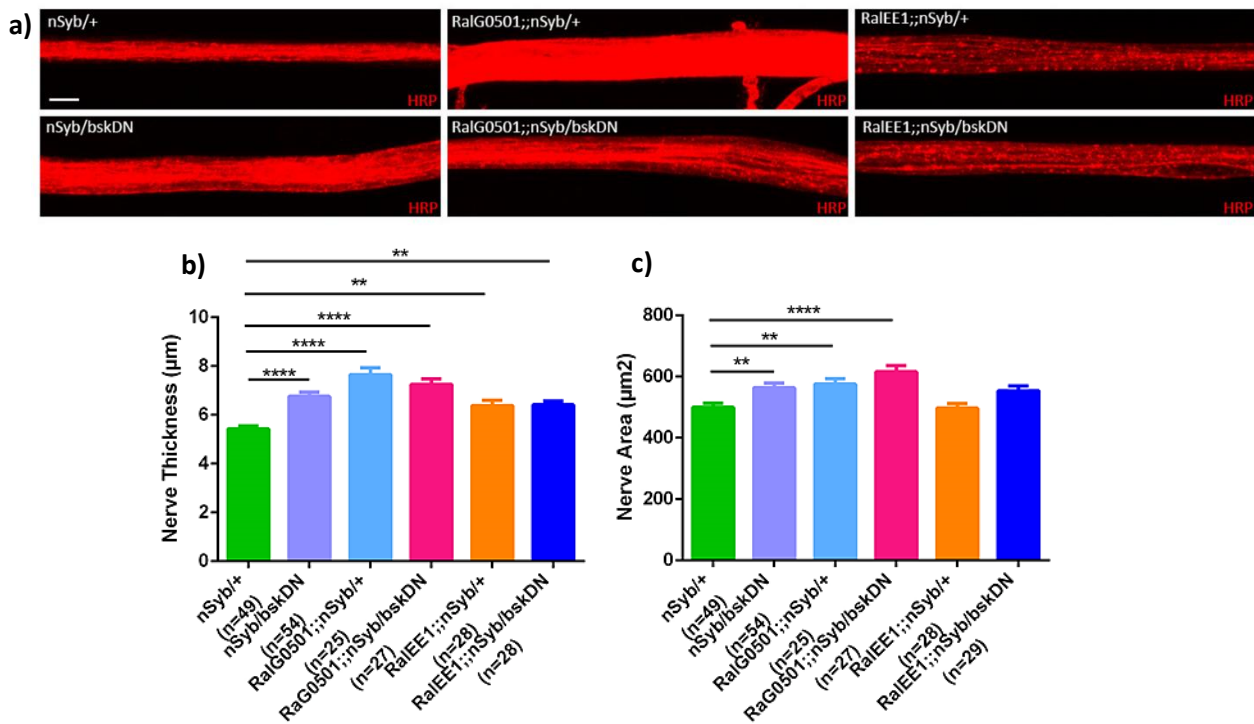 a)
nSyb/+
RalG0501;;nSyb/+
RalEE1;;nSyb/+
HRP
HRP
HRP
nSyb/bskDN
RalG0501;;nSyb/bskDN
RalEE1;;nSyb/bskDN
HRP
HRP
HRP
b)
**
**
****
****
****
Nerve Thickness (µm)
10
8
6
4
2
0
nSyb/+
(n=49)
nSyb/bskDN
(n=54)
RalG0501;;nSyb/+
(n=25)
RaG0501;;nSyb/bskDN
(n=27)
RalEE1;;nSyb/+
(n=28)
RalEE1;;nSyb/bskDN
(n=28)
c)
****
**
**
Nerve Area (µm2)
800
600
400
200
0
nSyb/+
(n=49)
nSyb/bskDN
(n=54)
RalG0501;;nSyb/+
(n=25)
RaG0501;;nSyb/bskDN
(n=27)
RalEE1;;nSyb/+
(n=28)
RalEE1;;nSyb/bskDN
(n=29)